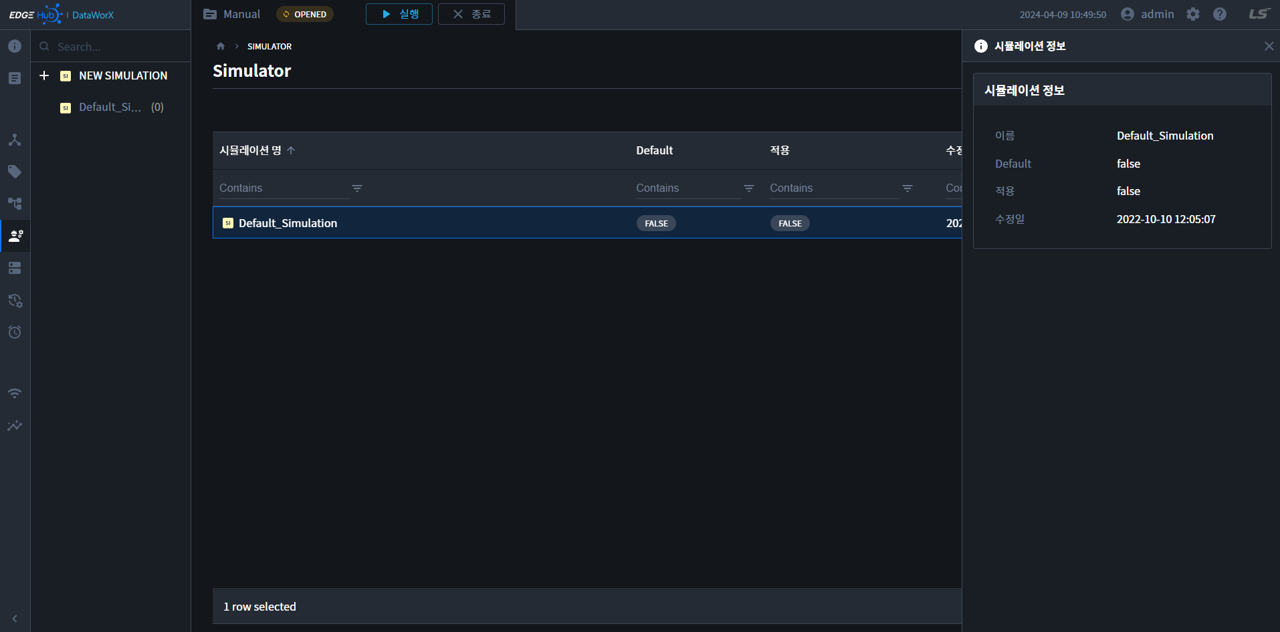 EDGE Hub | DataWorX
Manual
OPENED
실행
종료
2024-04-09 10:49:50
admin
LS
Search...
NEW SIMULATION
Default_Si... (0)
SIMULATOR
Simulator
시뮬레이션 명 Default 적용 수정
Contains Contains Contains Cor
SI Default_Simulation FALSE FALSE 202
1 row selected
시뮬레이션 정보
시뮬레이션 정보
이름 Default_Simulation
Default false
적용 false
수정일 2022-10-10 12:05:07